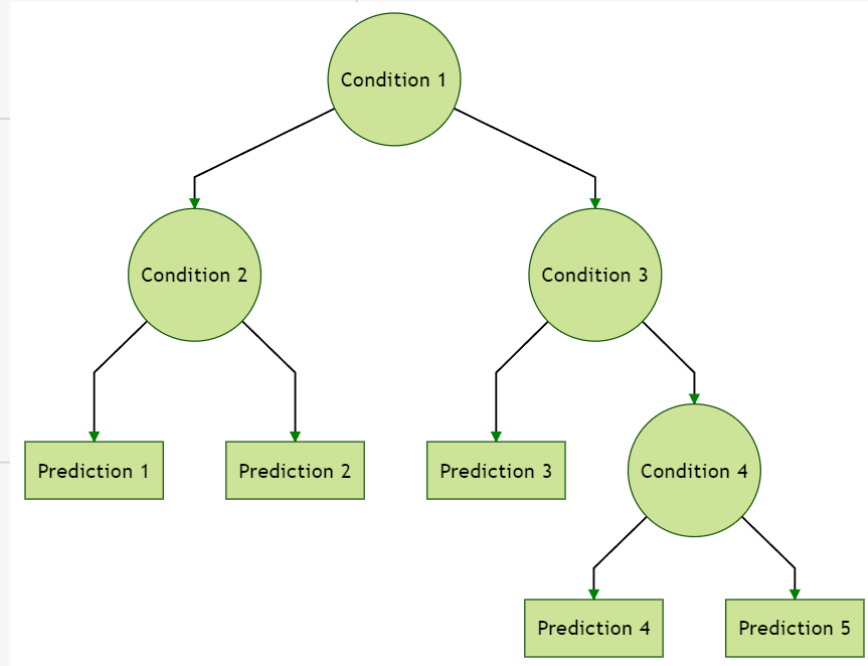 Condition 1
Condition 2
Condition 3
Prediction 1
Prediction 2
Prediction 3
Condition 4
Prediction 4
Prediction 5